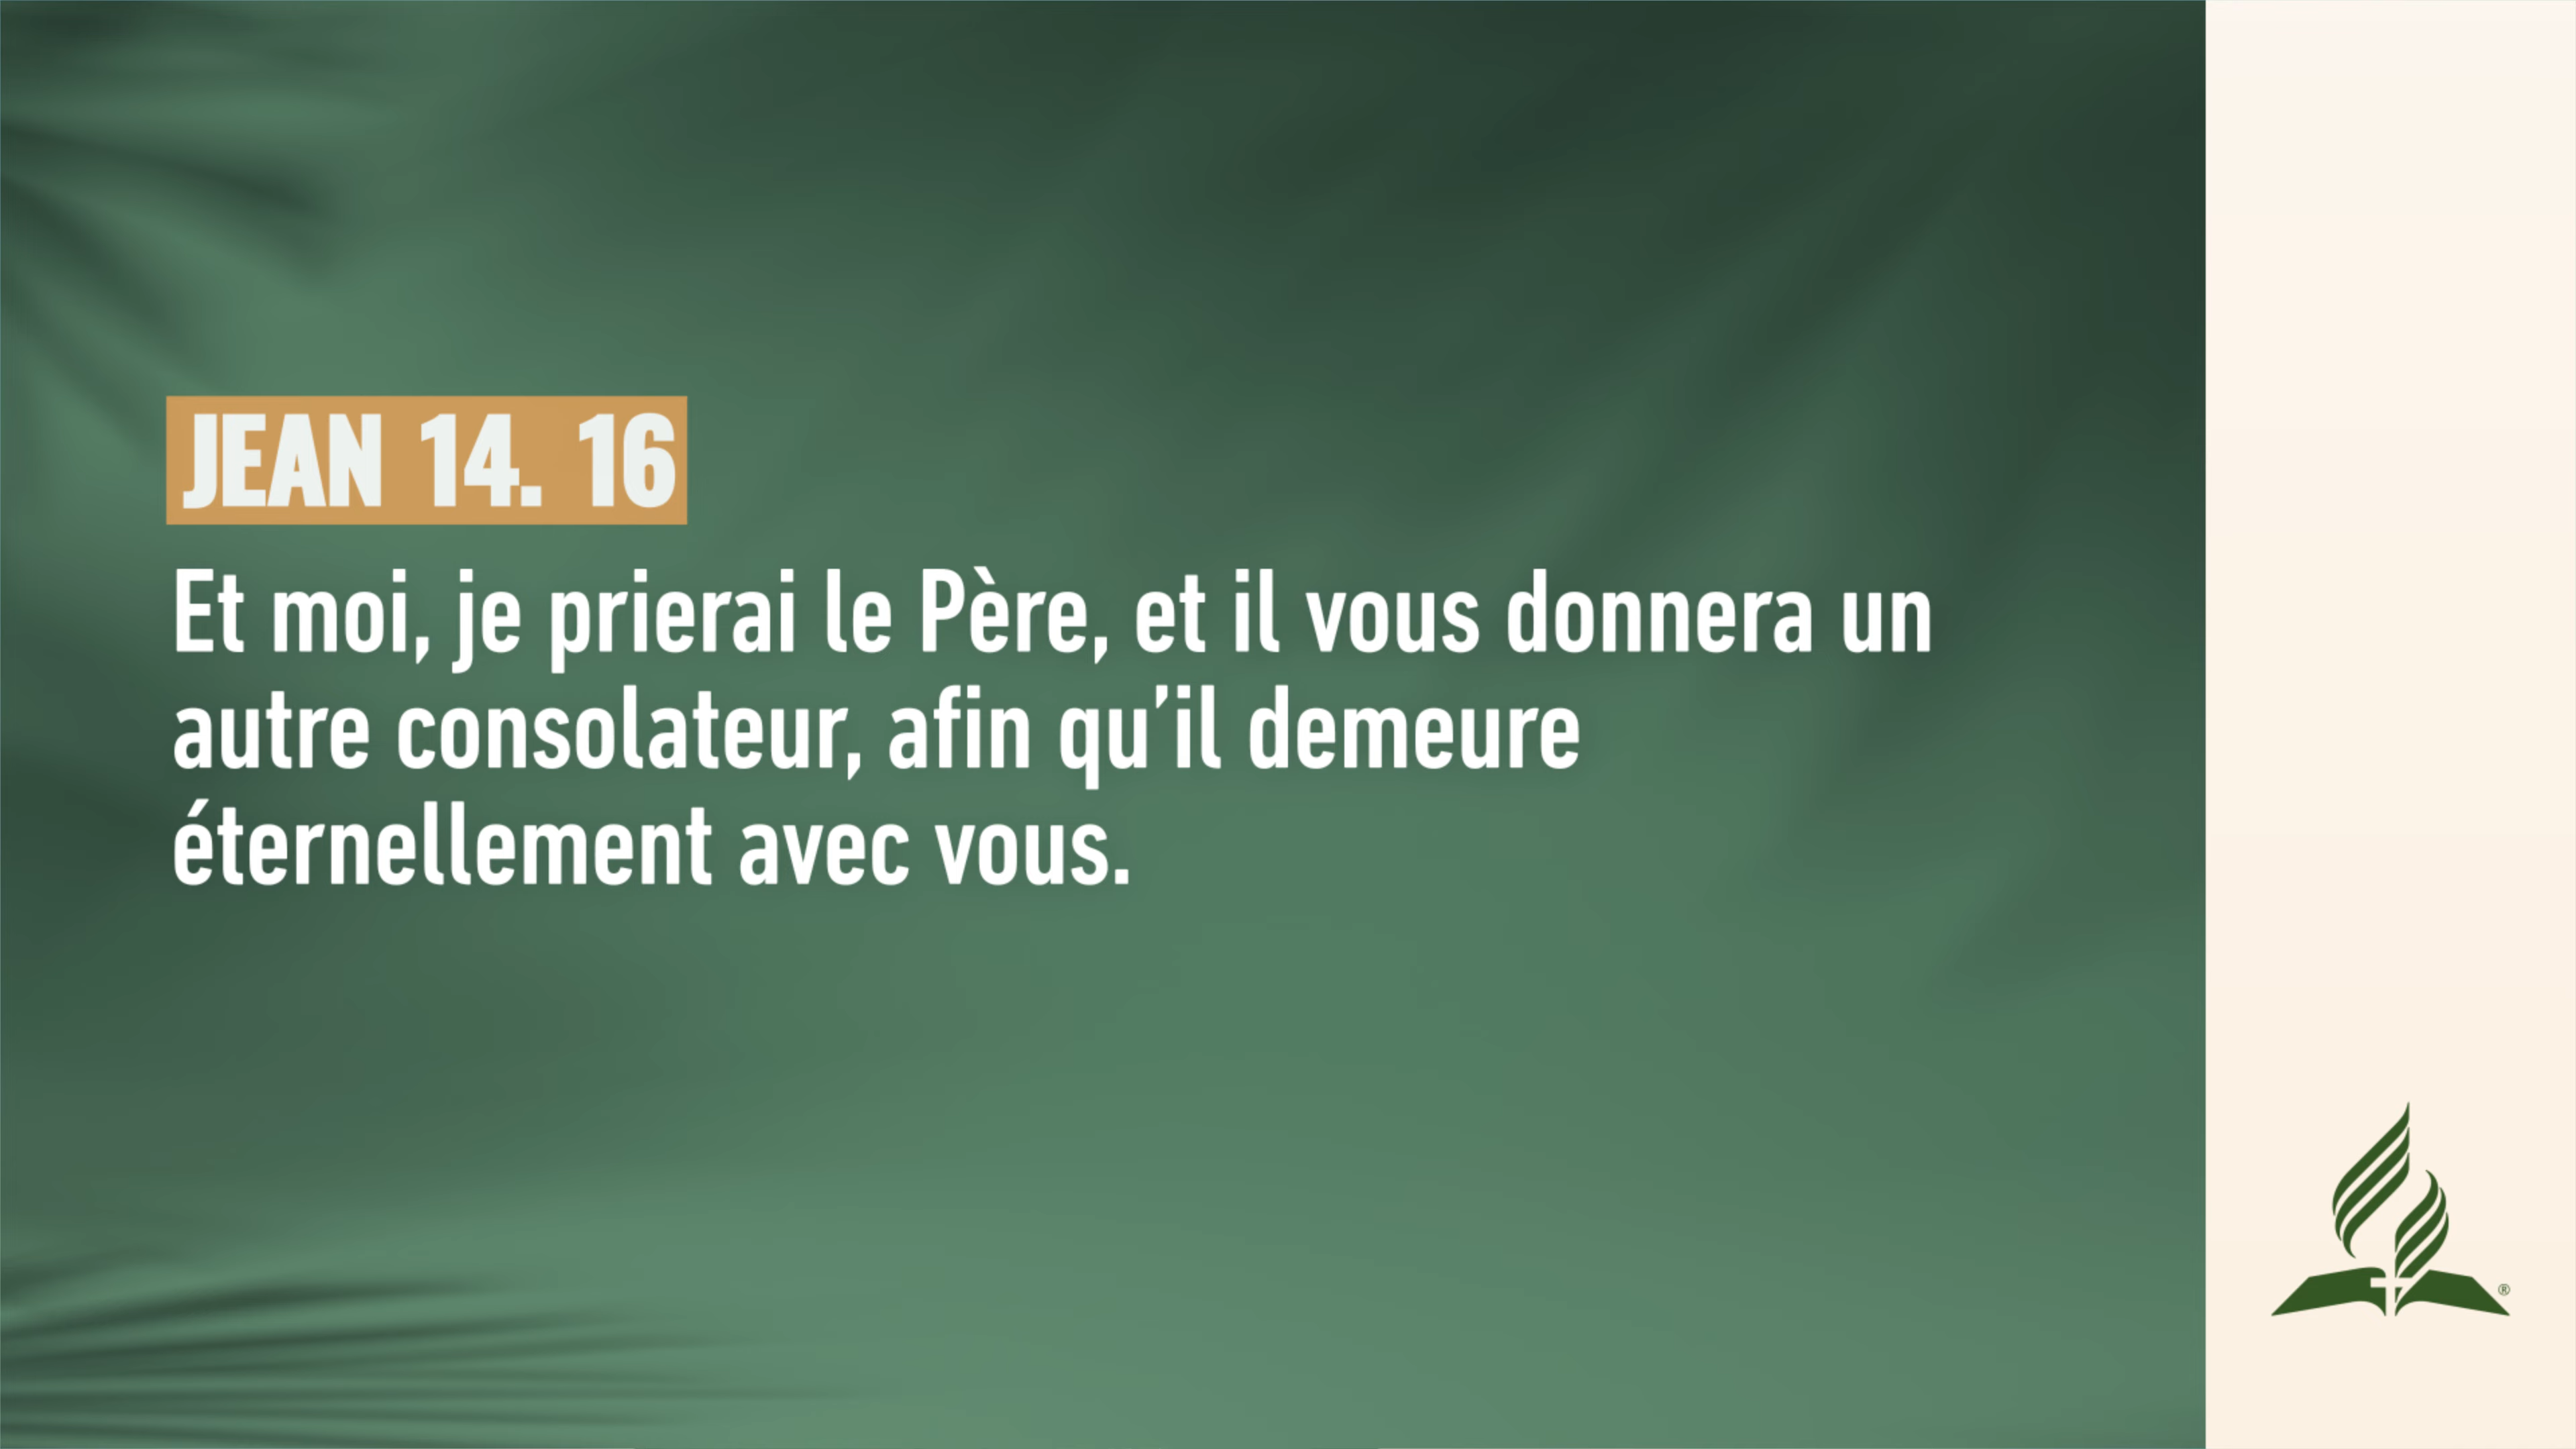 JEAN 14. 16
Et moi, je prierai le Père, et il vous donnera un
autre consolateur, afin qu’il demeure
éternellement avec vous.
®